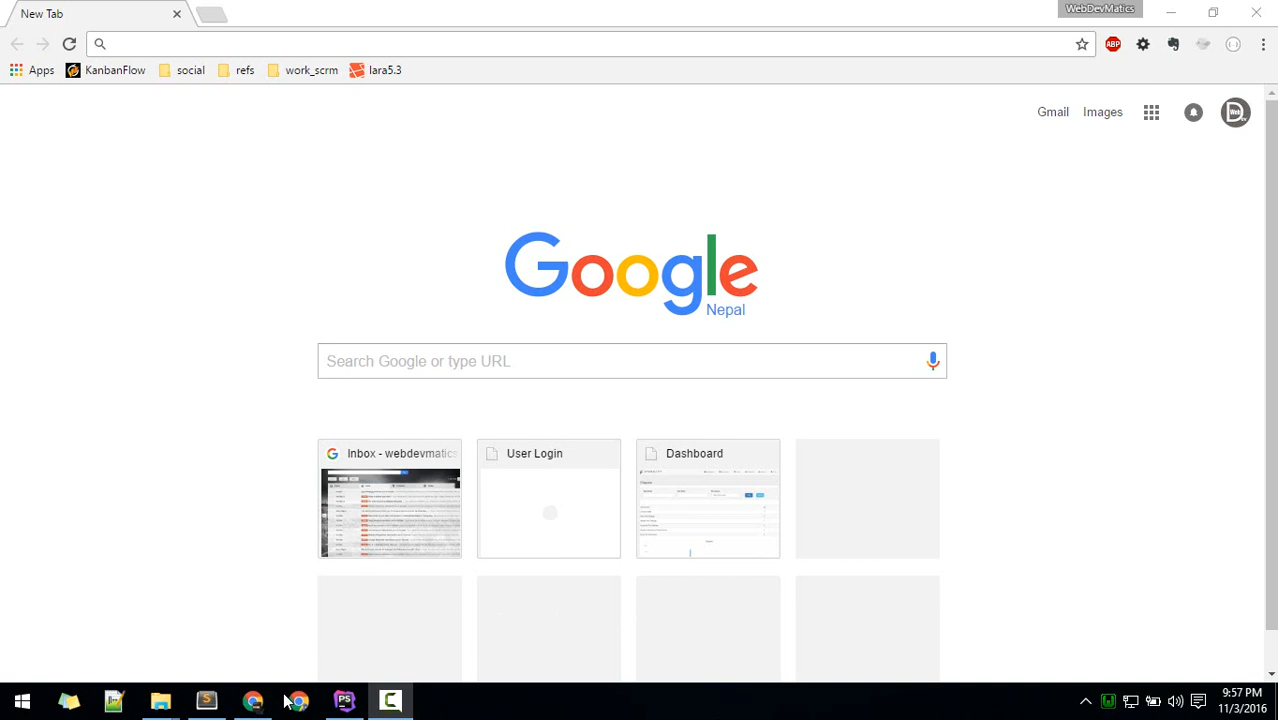 New Tab
WebDevMatics
ABP
Apps
KanbanFlow
social
refs
work_scrm
lara5.3
Gmail
Images
Google
Nepal
Search Google or type URL
Inbox - webdevmatics
User Login
Dashboard
9:57 PM
11/3/2016